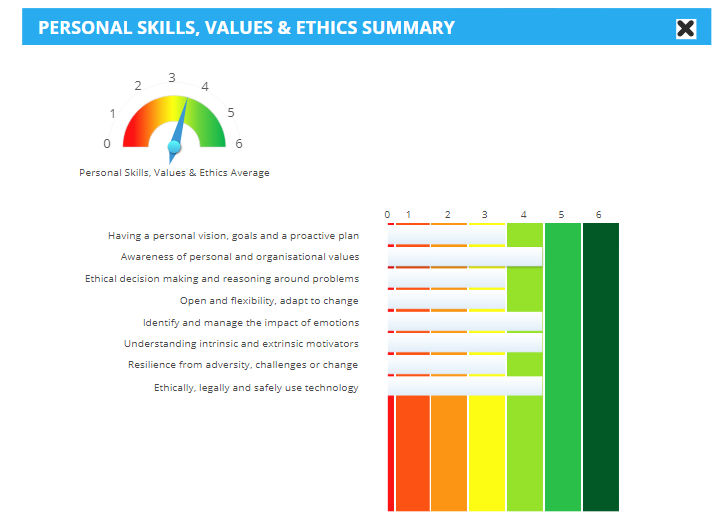 PERSONAL SKILLS, VALUES & ETHICS SUMMARY
0 1 2 3 4 5 6
Personal Skills, Values & Ethics Average
0 1 2 3 4 5 6
Having a personal vision, goals and a proactive plan
Awareness of personal and organisational values
Ethical decision making and reasoning around problems
Open and flexibility, adapt to change
Identify and manage the impact of emotions
Understanding intrinsic and extrinsic motivators
Resilience from adversity, challenges or change
Ethically, legally and safely use technology